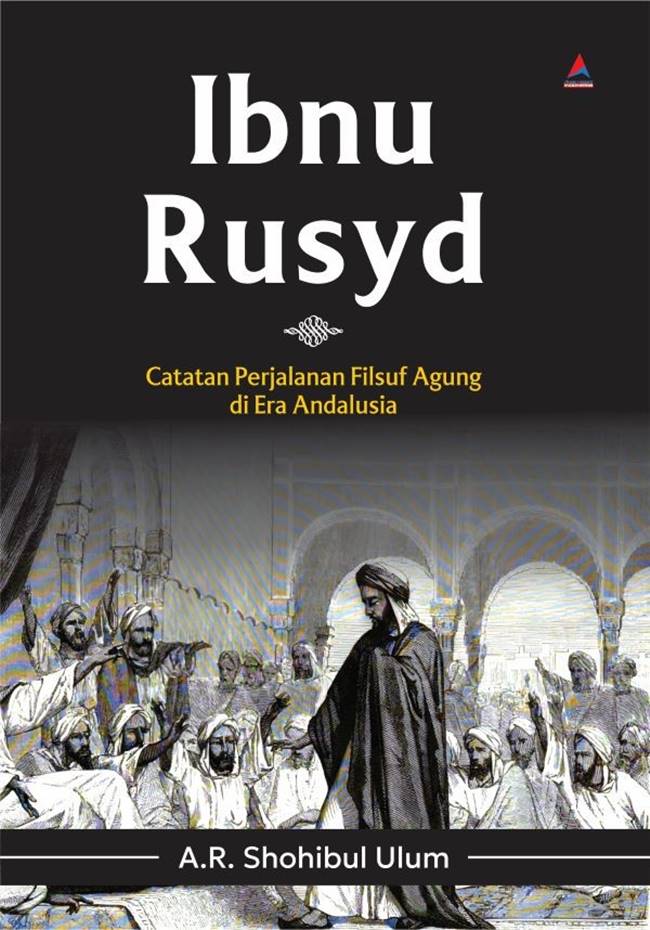 Ibnu
Rusyd
Catatan Perjalanan Filsuf Agung
di Era Andalusia
A.R. Shohibul Ulum